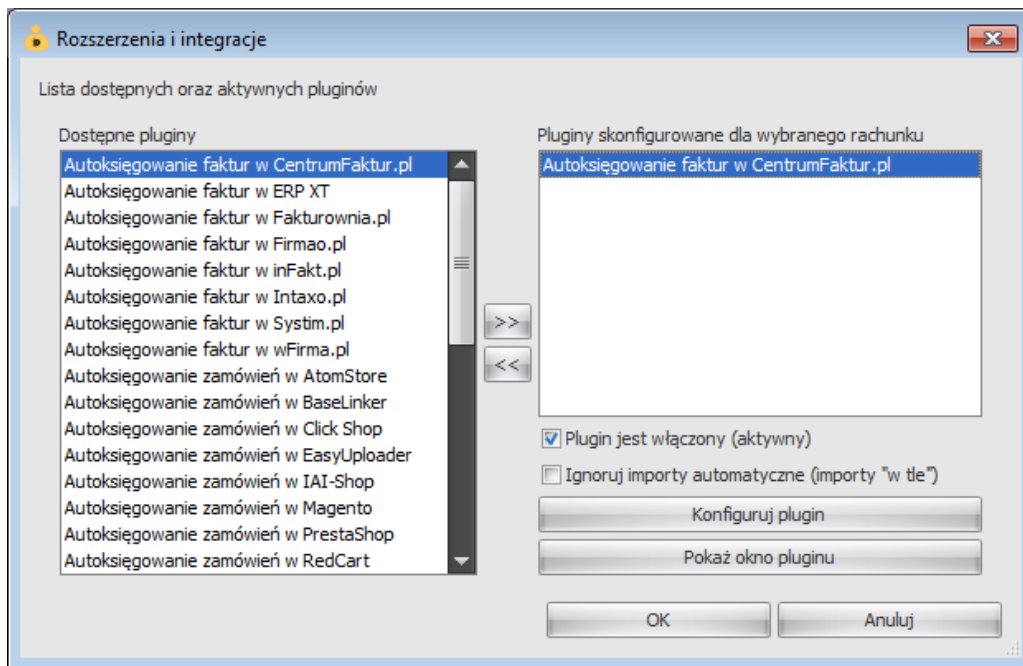 Rozszerzenia i integracje
Lista dostępnych oraz aktywnych pluginów
Dostępne pluginy
Autoksięgowanie faktur w CentrumFaktur.pl
Autoksięgowanie faktur w ERP XT
Autoksięgowanie faktur w Fakturownia.pl
Autoksięgowanie faktur w Firmao.pl
Autoksięgowanie faktur w inFakt.pl
Autoksięgowanie faktur w Intaxo.pl
Autoksięgowanie faktur w Systim.pl
Autoksięgowanie faktur w wFirma.pl
Autoksięgowanie zamówień w AtomStore
Autoksięgowanie zamówień w BaseLinker
Autoksięgowanie zamówień w Click Shop
Autoksięgowanie zamówień w EasyUploader
Autoksięgowanie zamówień w IAI-Shop
Autoksięgowanie zamówień w Magento
Autoksięgowanie zamówień w PrestaShop
Autoksięgowanie zamówień w RedCart
>>
<<
Pluginy skonfigurowane dla wybranego rachunku
Autoksięgowanie faktur w CentrumFaktur.pl
Plugin jest włączony (aktywny)
Ignoruj importy automatyczne (importy "w tle")
Konfiguruj plugin
Pokaż okno pluginu
OK
Anuluj